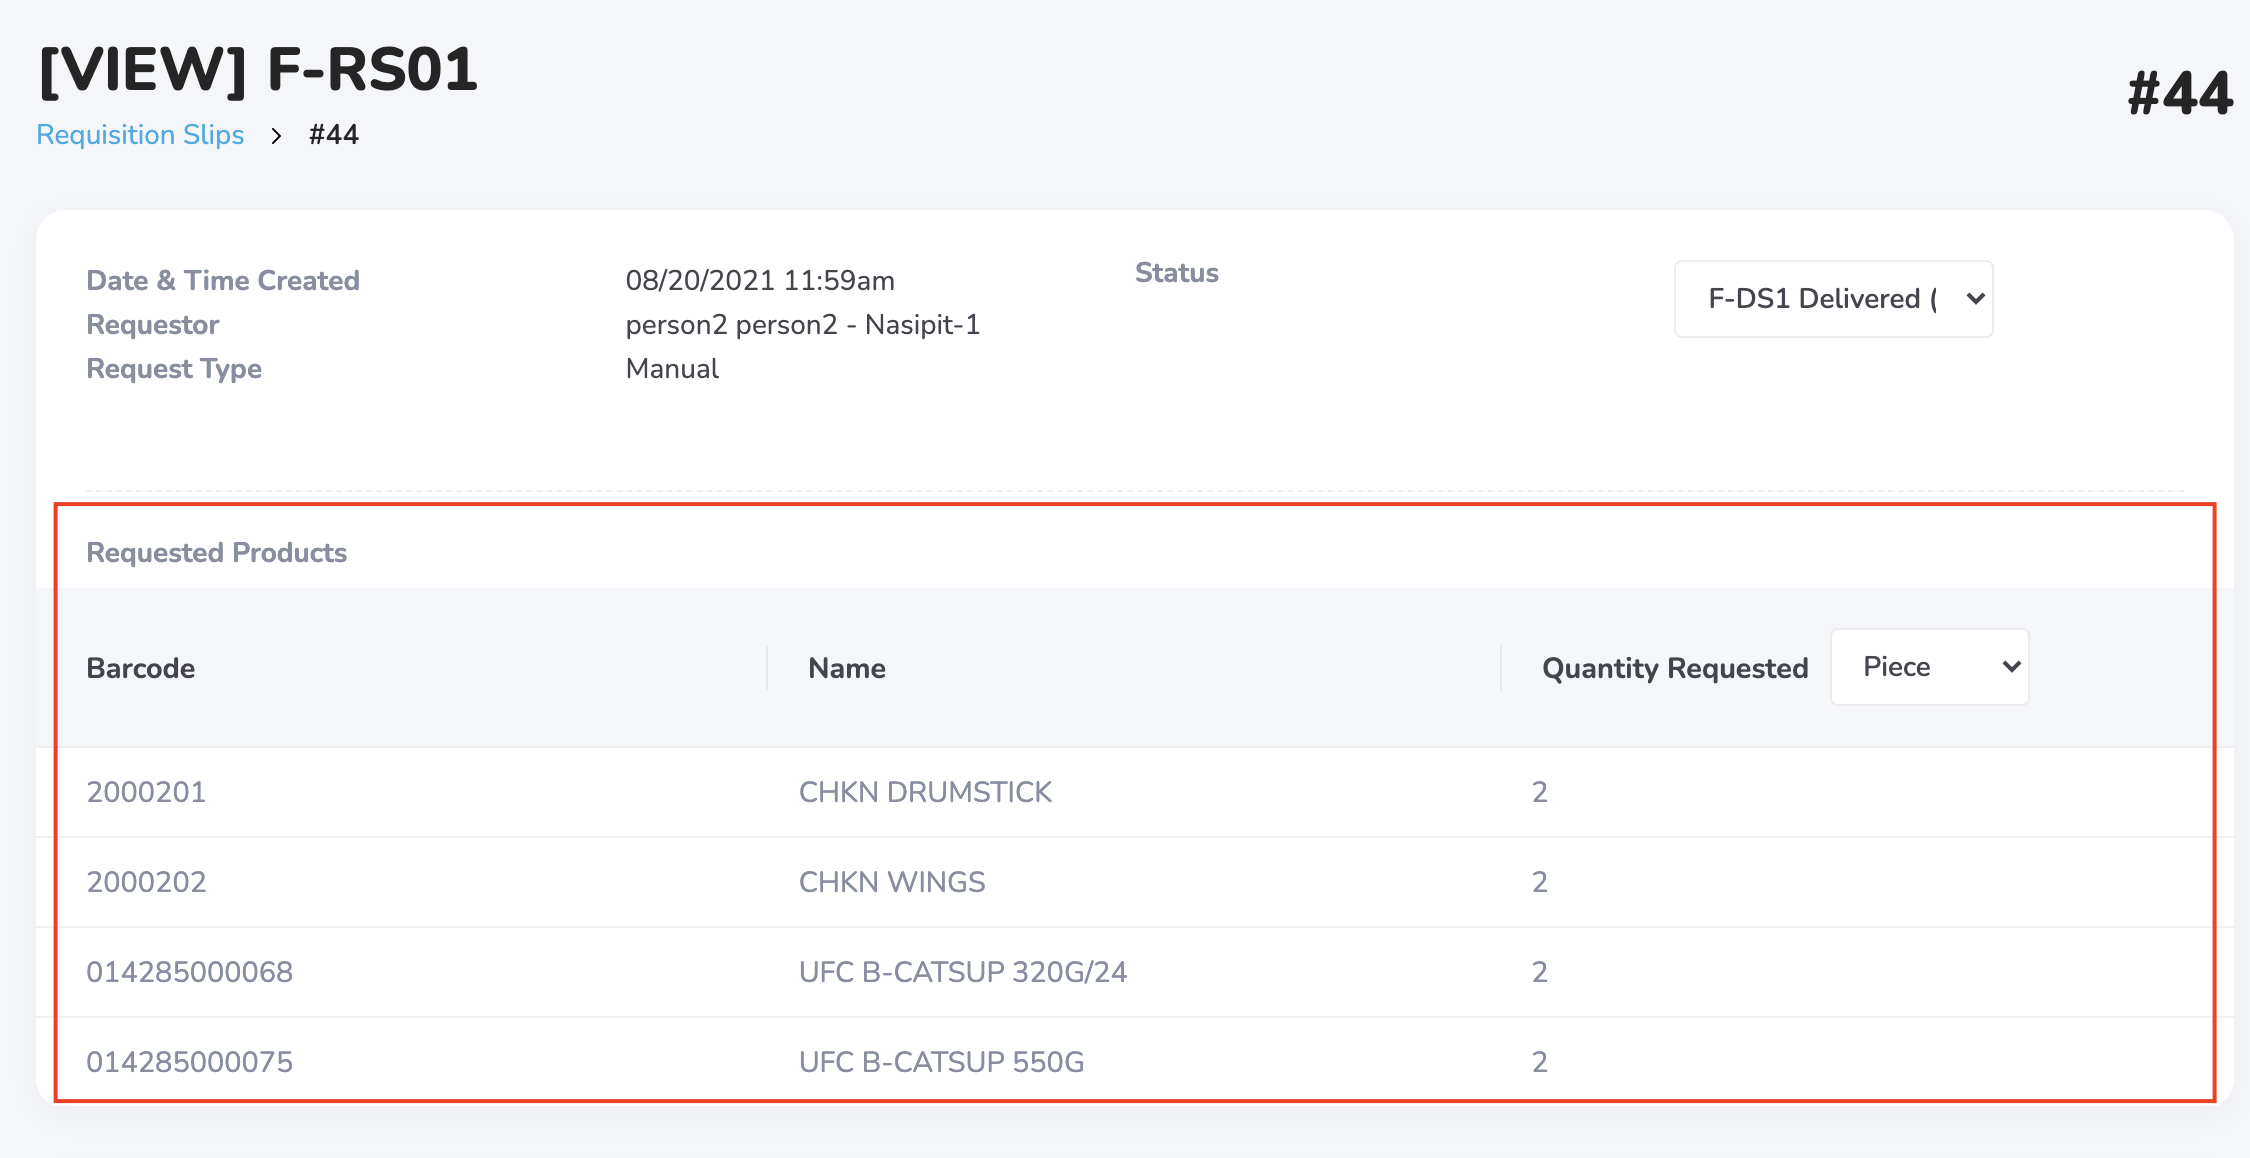 [VIEW] F-RS01
#44
Requisition Slips > #44
Date & Time Created 08/20/2021 11:59am Status F-DS1 Delivered (
Requestor person2 person2 - Nasipit-1
Request Type Manual
Requested Products
Barcode Name Quantity Requested Piece
2000201 CHKN DRUMSTICK 2
2000202 CHKN WINGS 2
014285000068 UFC B-CATSUP 320G/24 2
014285000075 UFC B-CATSUP 550G 2